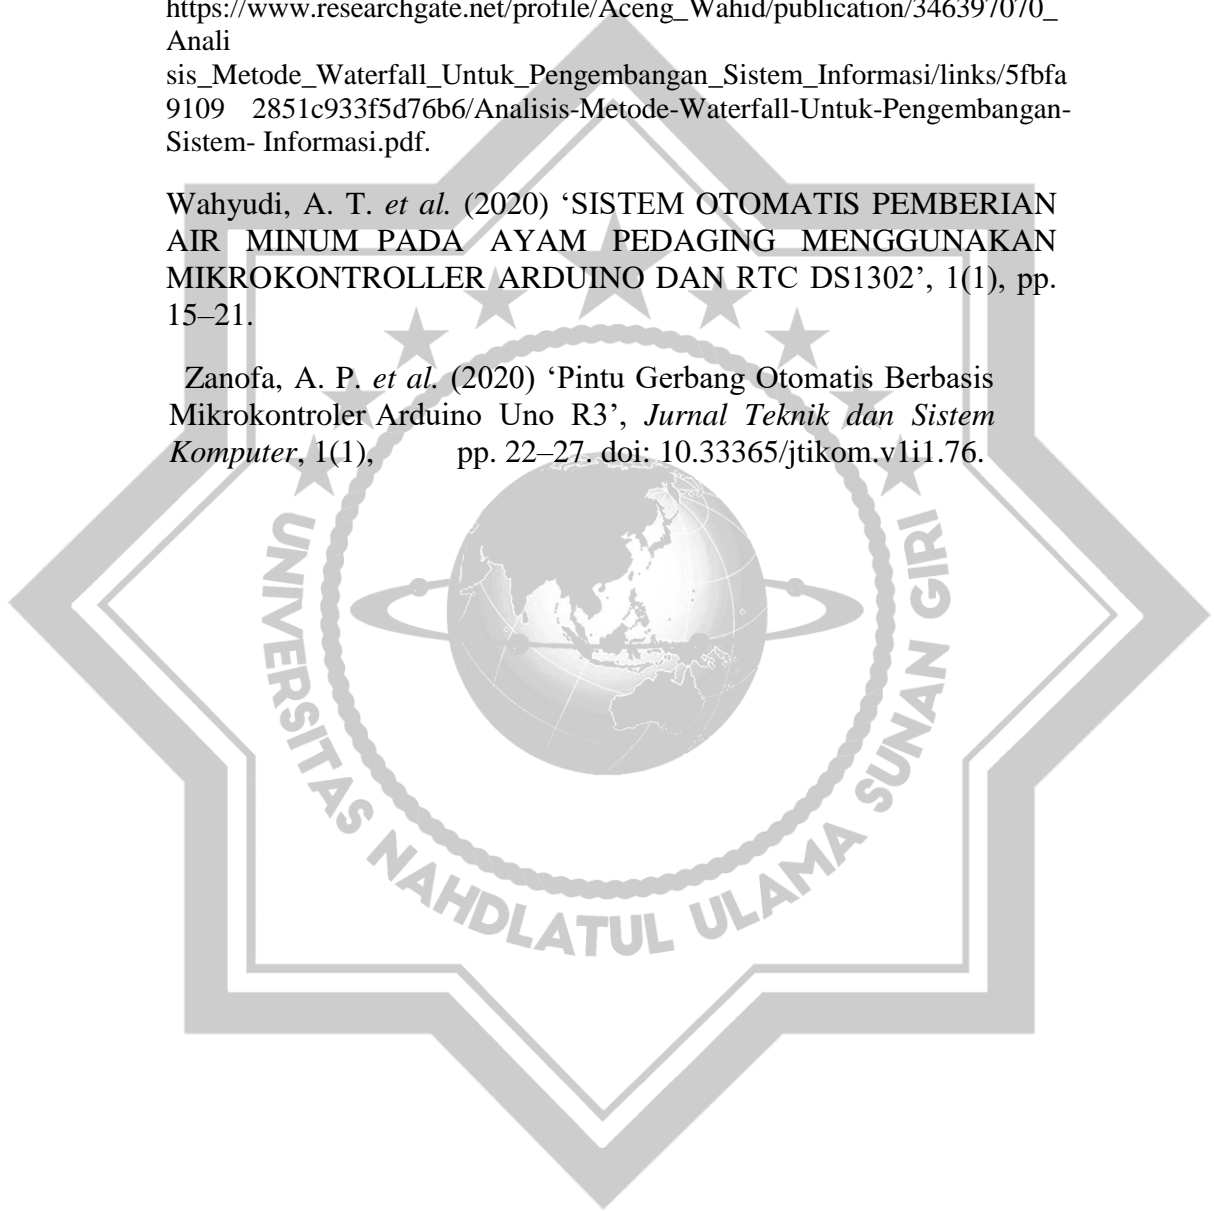 https://www.researchgate.net/profile/Aceng_Wahid/publication/346397070_
Anali
sis_Metode_Waterfall_Untuk_Pengembangan_Sistem_Informasi/links/5fbfa
9109 2851c933f5d76b6/Analisis-Metode-Waterfall-Untuk-Pengembangan-
Sistem- Informasi.pdf.
Wahyudi, A. T. et al. (2020) ‘SISTEM OTOMATIS PEMBERIAN
AIR MINUM PADA AYAM PEDAGING MENGGUNAKAN
MIKROKONTROLLER ARDUINO DAN RTC DS1302’, 1(1), pp.
15–21.
Zanofa, A. P. et al. (2020) ‘Pintu Gerbang Otomatis Berbasis
Mikrokontroler Arduino Uno R3’, Jurnal Teknik dan Sistem
Komputer, 1(1), pp. 22–27. doi: 10.33365/jtikom.v1i1.76.
UNIVERSITAS NAHDLATUL ULAMA SUNAN GIRI